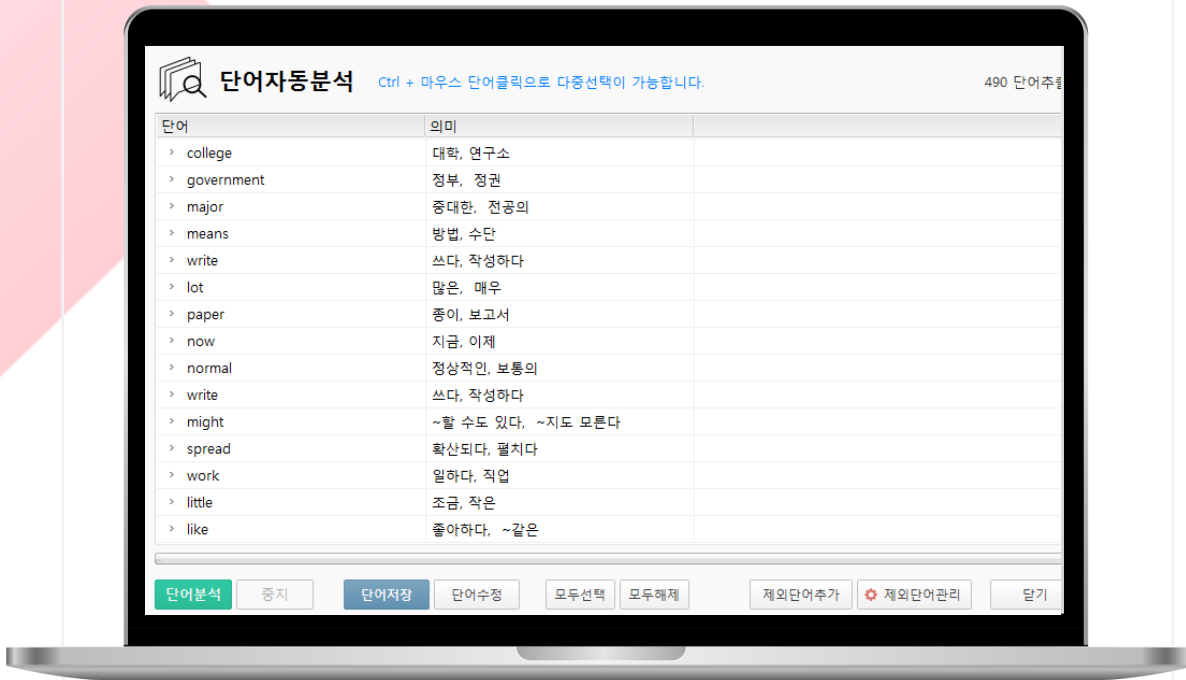 단어자동분석 Ctrl + 마우스 단어클릭으로 다중선택이 가능합니다. 490 단어추출
단어 의미
college 대학, 연구소
government 정부, 정권
major 중대한, 전공의
means 방법, 수단
write 쓰다, 작성하다
lot 많은, 매우
paper 종이, 보고서
now 지금, 이제
normal 정상적인, 보통의
write 쓰다, 작성하다
might ~할 수도 있다, ~지도 모른다
spread 확산되다, 펼치다
work 일하다, 직업
little 조금, 작은
like 좋아하다, ~같은
단어분석 중지 단어저장 단어수정 모두선택 모두해제 제외단어추가 제외단어관리 닫기